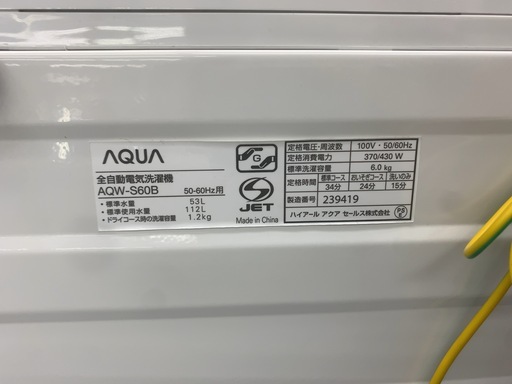 AQUA
全自動電気洗濯機
AQW-S60B 50-60Hz用
・標準水量 53L
・標準使用水量 112L
・ドライコース時の洗濯容量 1.2kg
G
JET
Made in China
定格電圧・周波数 100V・50/60Hz
定格消費電力 370/430 W
標準洗濯容量 6.0 kg
定格時間 標準コース おいそぎコース 洗いのみ
34分 24分 15分
製造番号 239419
ハイアール アクア セールス株式会社
PS
E